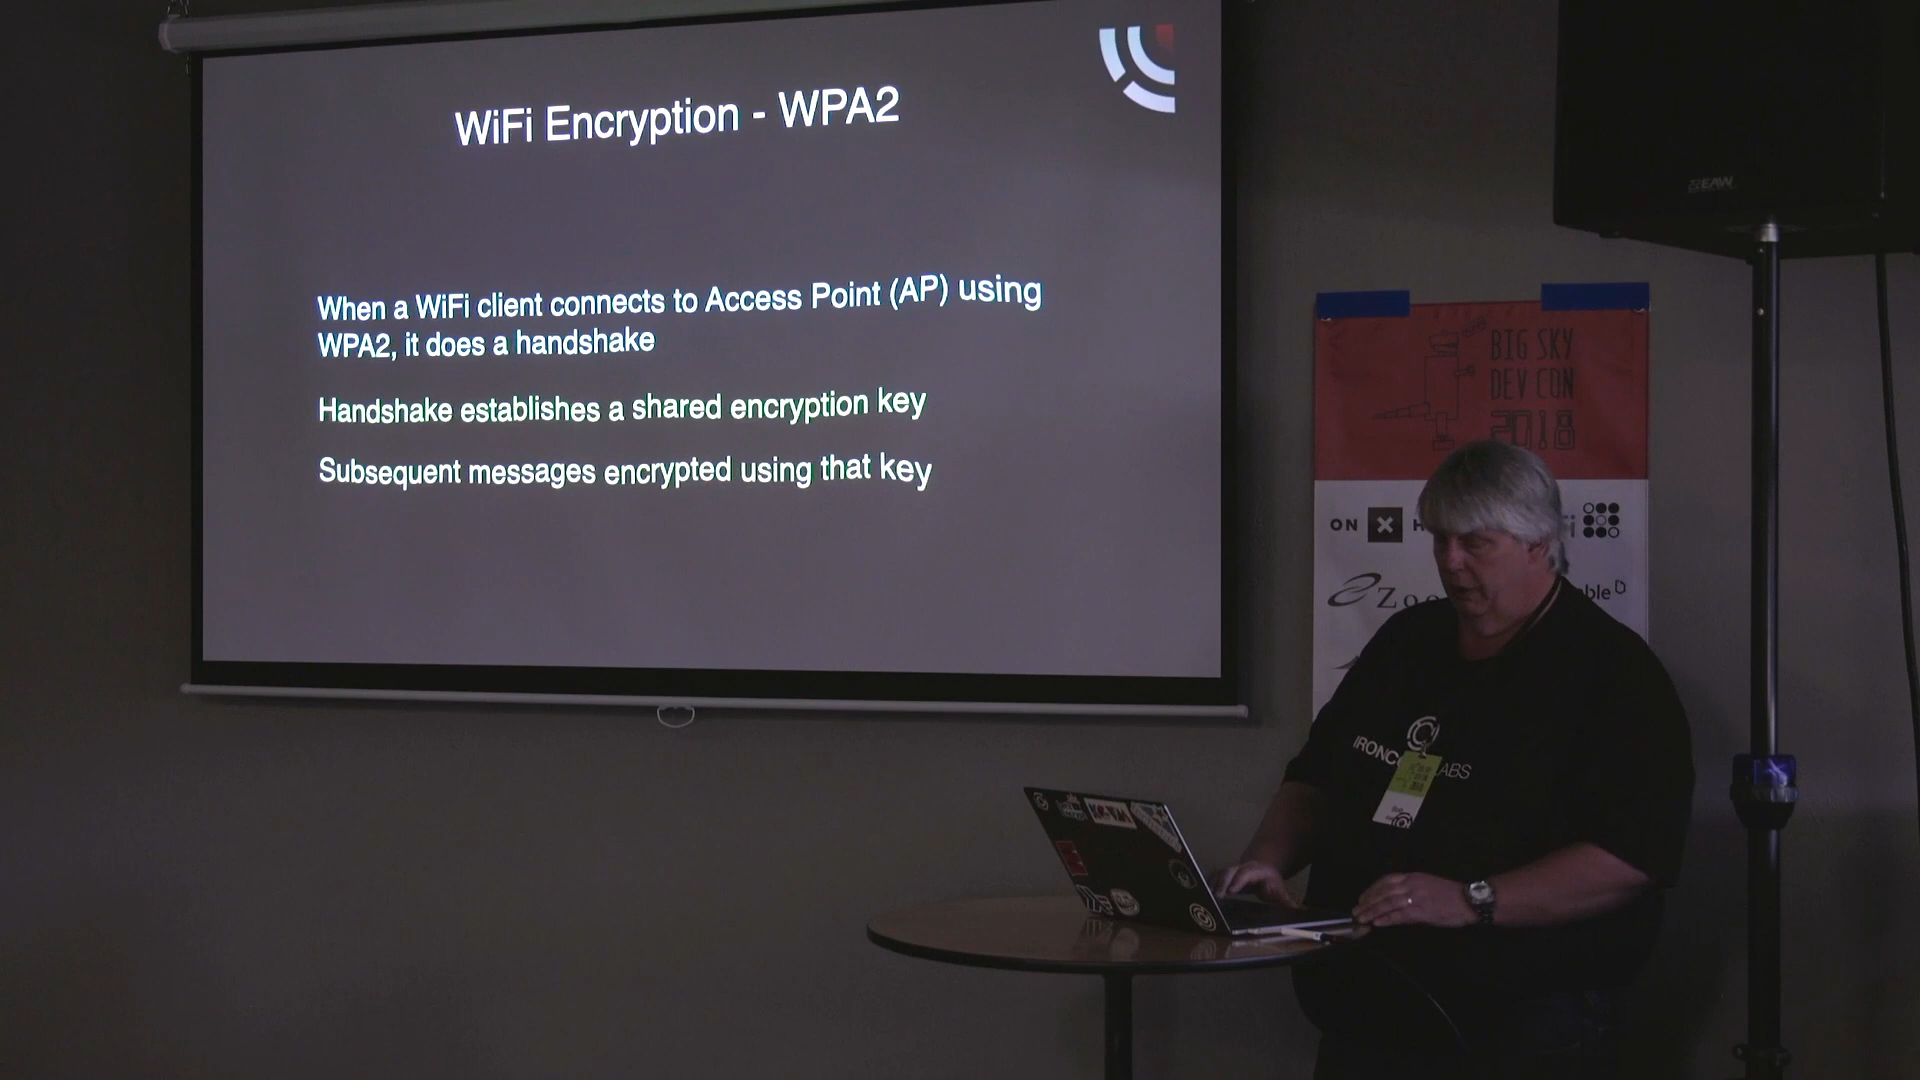 WiFi Encryption - WPA2
When a WiFi client connects to Access Point (AP) using
WPA2, it does a handshake
Handshake establishes a shared encryption key
Subsequent messages encrypted using that key
EAW
BIG SKY
DEV CON
2018
ON